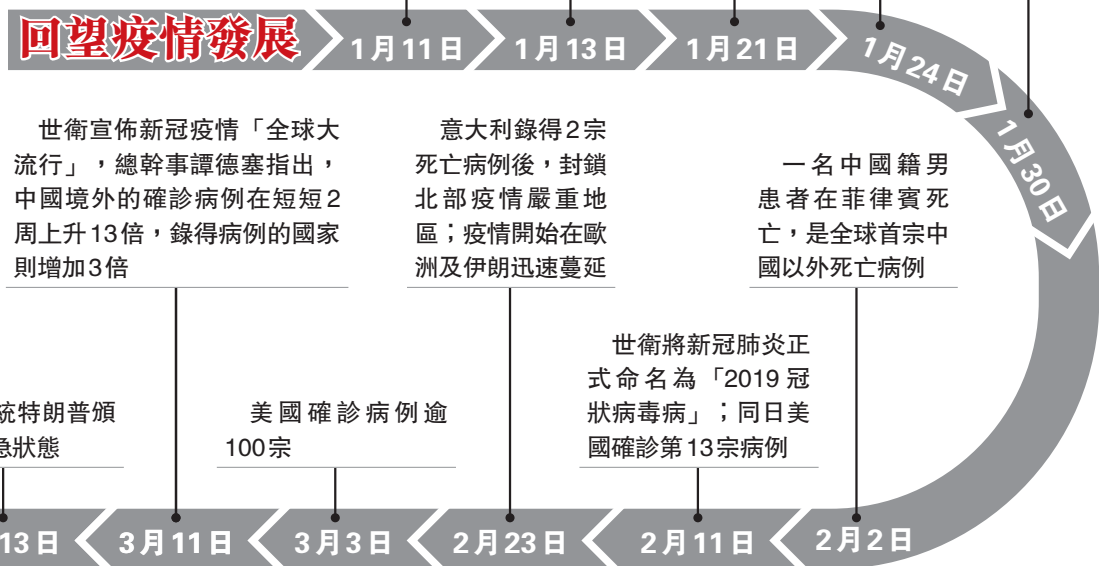 回望疫情發展
1月11日
1月13日
1月21日
1月24日
1月30日
一名中國籍男
患者在菲律賓死
亡，是全球首宗中
國以外死亡病例
2月2日
世衛將新冠肺炎正
式命名為「2019 冠
狀病毒病」；同日美
國確診第13宗病例
2月11日
意大利錄得2宗
死亡病例後，封鎖
北部疫情嚴重地
區；疫情開始在歐
洲及伊朗迅速蔓延
2月23日
美國確診病例逾
100宗
3月3日
世衛宣佈新冠疫情「全球大
流行」，總幹事譚德塞指出，
中國境外的確診病例在短短2
周上升13倍，錄得病例的國家
則增加3倍
3月11日
統特朗普頒
急狀態
13日